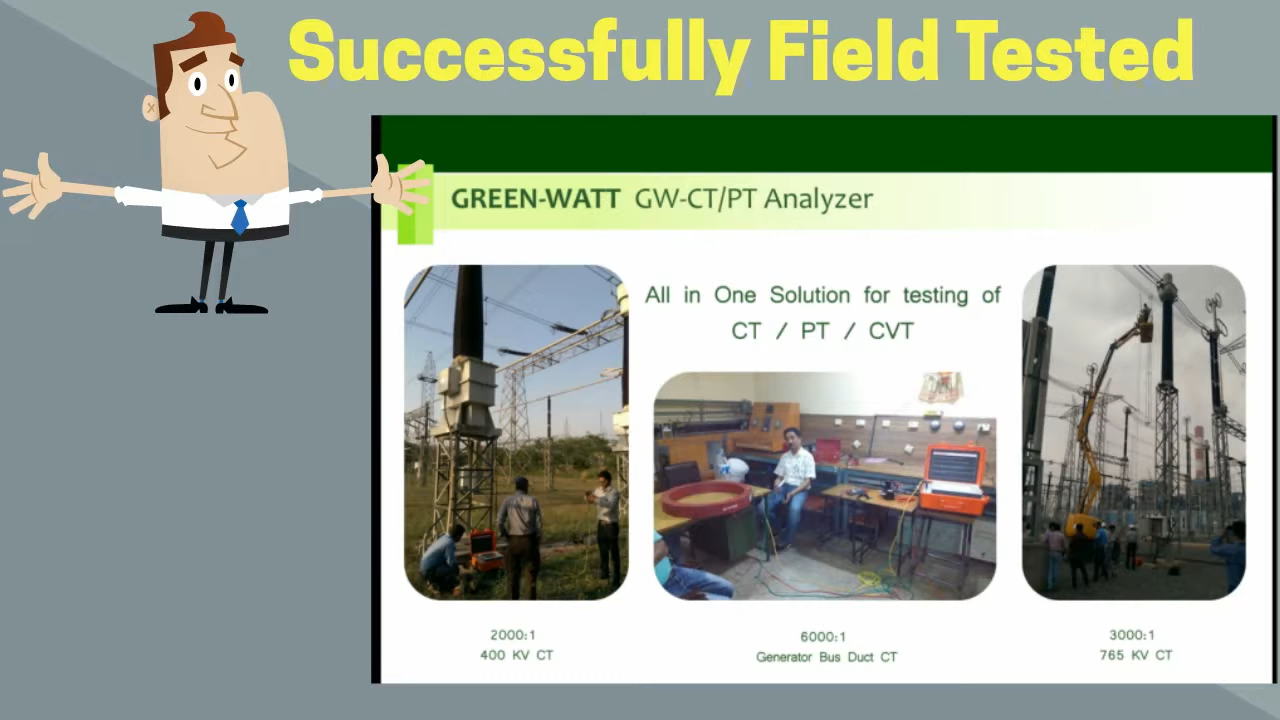 Successfully Field Tested
GREEN-WATT GW-CT/PT Analyzer
All in One Solution for testing of
CT / PT / CVT
2000:1
400 KV CT
6000:1
Generator Bus Duct CT
3000:1
765 KV CT